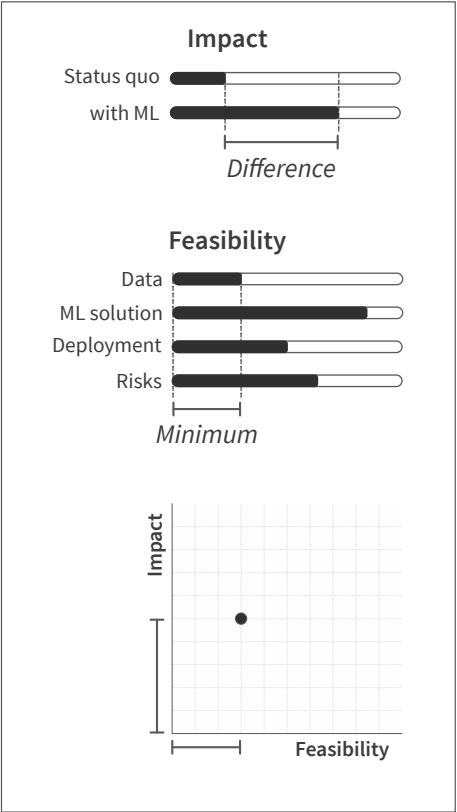 Impact
Status quo
with ML
Difference
Feasibility
Data
ML solution
Deployment
Risks
Minimum
Impact
Feasibility